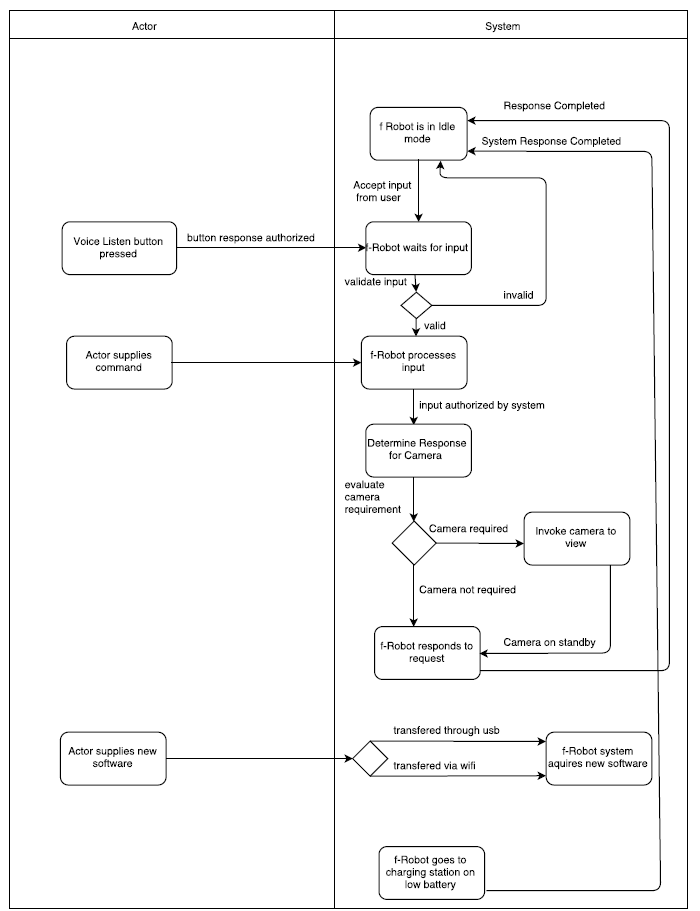 Actor
System
Response Completed
f Robot is in Idle
mode
System Response Completed
Accept input
from user
Voice Listen button
pressed
button response authorized
f-Robot waits for input
validate input
invalid
valid
Actor supplies
command
f-Robot processes
input
input authorized by system
Determine Response
for Camera
evaluate
camera
requirement
Camera required
Invoke camera to
view
Camera not required
f-Robot responds to
request
Camera on standby
Actor supplies new
software
transfered through usb
transfered via wifi
f-Robot system
aquires new software
f-Robot goes to
charging station on
low battery